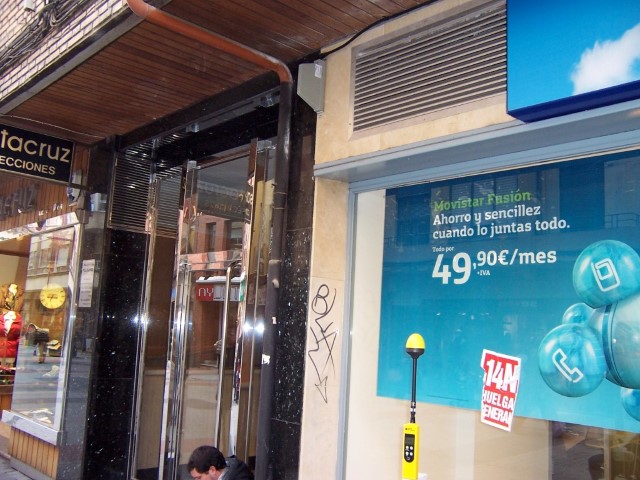 tacruz
ECCIONES
Movistar Fusión
Ahorro y sencillez
cuando lo juntas todo.
Todo por
49,90€/mes
+IVA
14N
HUELGA
GENERAL